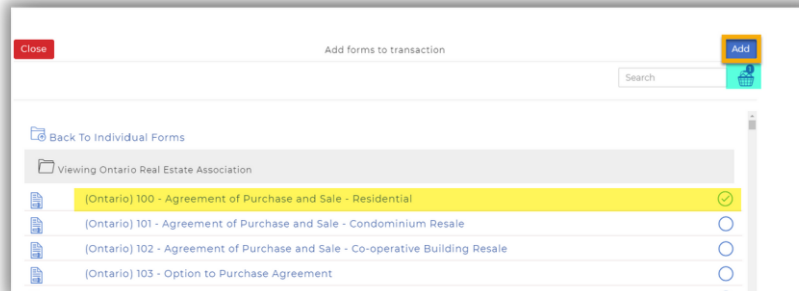 Close
Add forms to transaction
Add
Search
Back To Individual Forms
Viewing Ontario Real Estate Association
(Ontario) 100 - Agreement of Purchase and Sale - Residential
(Ontario) 101 - Agreement of Purchase and Sale - Condominium Resale
(Ontario) 102 - Agreement of Purchase and Sale - Co-operative Building Resale
(Ontario) 103 - Option to Purchase Agreement